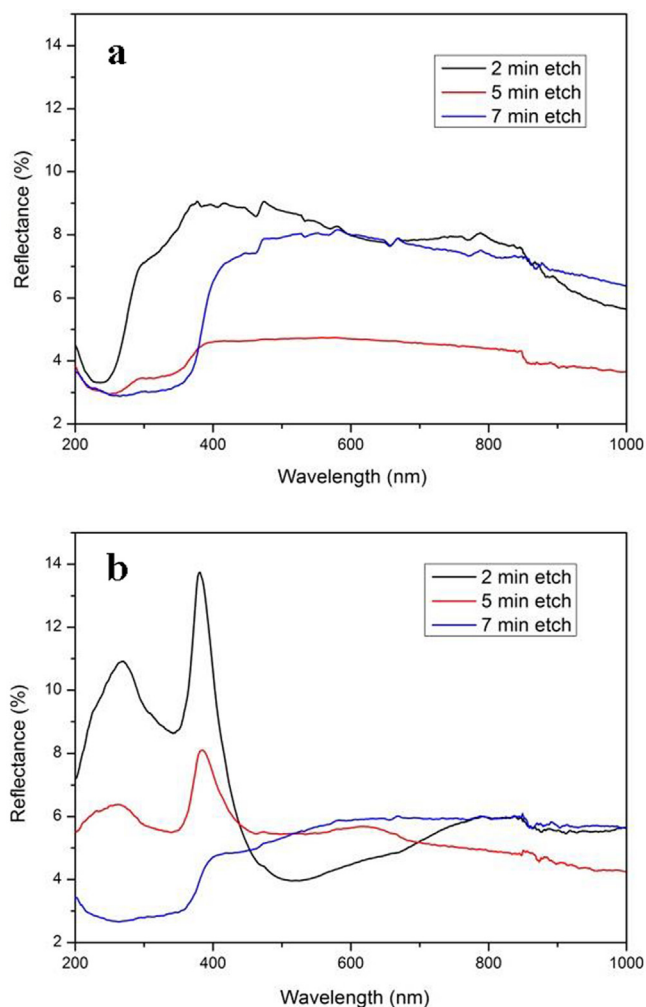 a
2 min etch
5 min etch
7 min etch
Reflectance (%)
14
12
10
8
6
4
2
200 400 600 800 1000
Wavelength (nm)
b
2 min etch
5 min etch
7 min etch
Reflectance (%)
14
12
10
8
6
4
2
200 400 600 800 1000
Wavelength (nm)